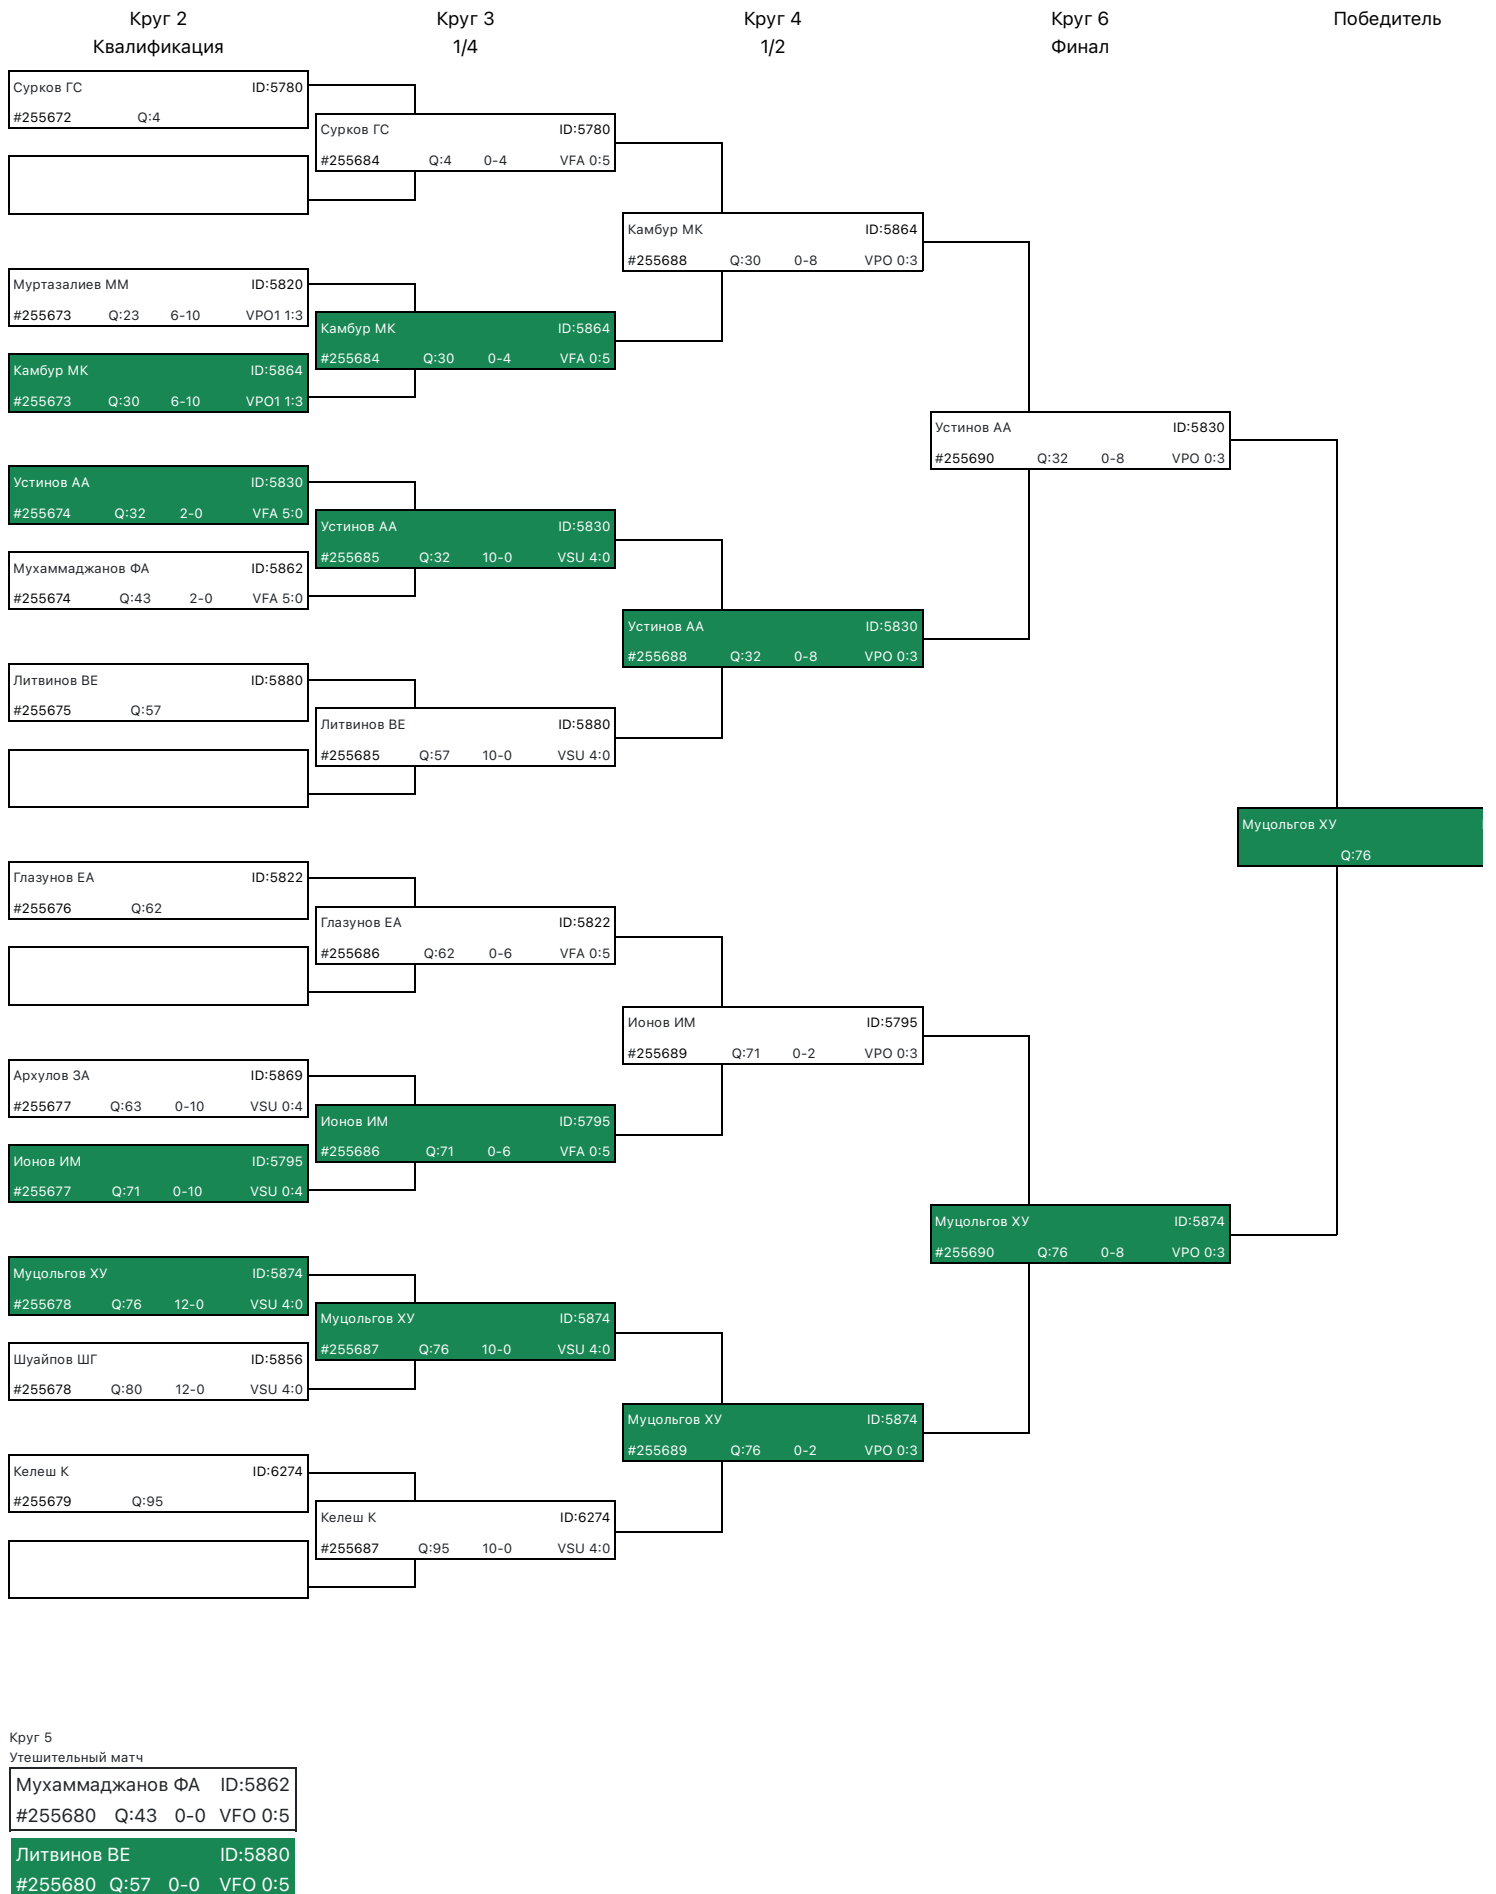 Круг 2
Квалификация
Круг 3
1/4
Круг 4
1/2
Круг 6
Финал
Победитель
Сурков ГС ID:5780
#255672 Q:4
Муртазалиев ММ ID:5820
#255673 Q:23 6-10 VPO1 1:3
Камбур МК ID:5864
#255673 Q:30 6-10 VPO1 1:3
Устинов АА ID:5830
#255674 Q:32 2-0 VFA 5:0
Мухаммаджанов ФА ID:5862
#255674 Q:43 2-0 VFA 5:0
Литвинов ВЕ ID:5880
#255675 Q:57
Глазунов ЕА ID:5822
#255676 Q:62
Архулов ЗА ID:5869
#255677 Q:63 0-10 VSU 0:4
Ионов ИМ ID:5795
#255677 Q:71 0-10 VSU 0:4
Муцольгов ХУ ID:5874
#255678 Q:76 12-0 VSU 4:0
Шуайпов ШГ ID:5856
#255678 Q:80 12-0 VSU 4:0
Келеш К ID:6274
#255679 Q:95
Сурков ГС ID:5780
#255684 Q:4 0-4 VFA 0:5
Камбур МК ID:5864
#255684 Q:30 0-4 VFA 0:5
Устинов АА ID:5830
#255685 Q:32 10-0 VSU 4:0
Литвинов ВЕ ID:5880
#255685 Q:57 10-0 VSU 4:0
Глазунов ЕА ID:5822
#255686 Q:62 0-6 VFA 0:5
Ионов ИМ ID:5795
#255686 Q:71 0-6 VFA 0:5
Муцольгов ХУ ID:5874
#255687 Q:76 10-0 VSU 4:0
Келеш К ID:6274
#255687 Q:95 10-0 VSU 4:0
Камбур МК ID:5864
#255688 Q:30 0-8 VPO 0:3
Устинов АА ID:5830
#255688 Q:32 0-8 VPO 0:3
Ионов ИМ ID:5795
#255689 Q:71 0-2 VPO 0:3
Муцольгов ХУ ID:5874
#255689 Q:76 0-2 VPO 0:3
Устинов АА ID:5830
#255690 Q:32 0-8 VPO 0:3
Муцольгов ХУ ID:5874
#255690 Q:76 0-8 VPO 0:3
Муцольгов ХУ
Q:76
Круг 5
Утешительный матч
Мухаммаджанов ФА ID:5862
#255680 Q:43 0-0 VFO 0:5
Литвинов ВЕ ID:5880
#255680 Q:57 0-0 VFO 0:5